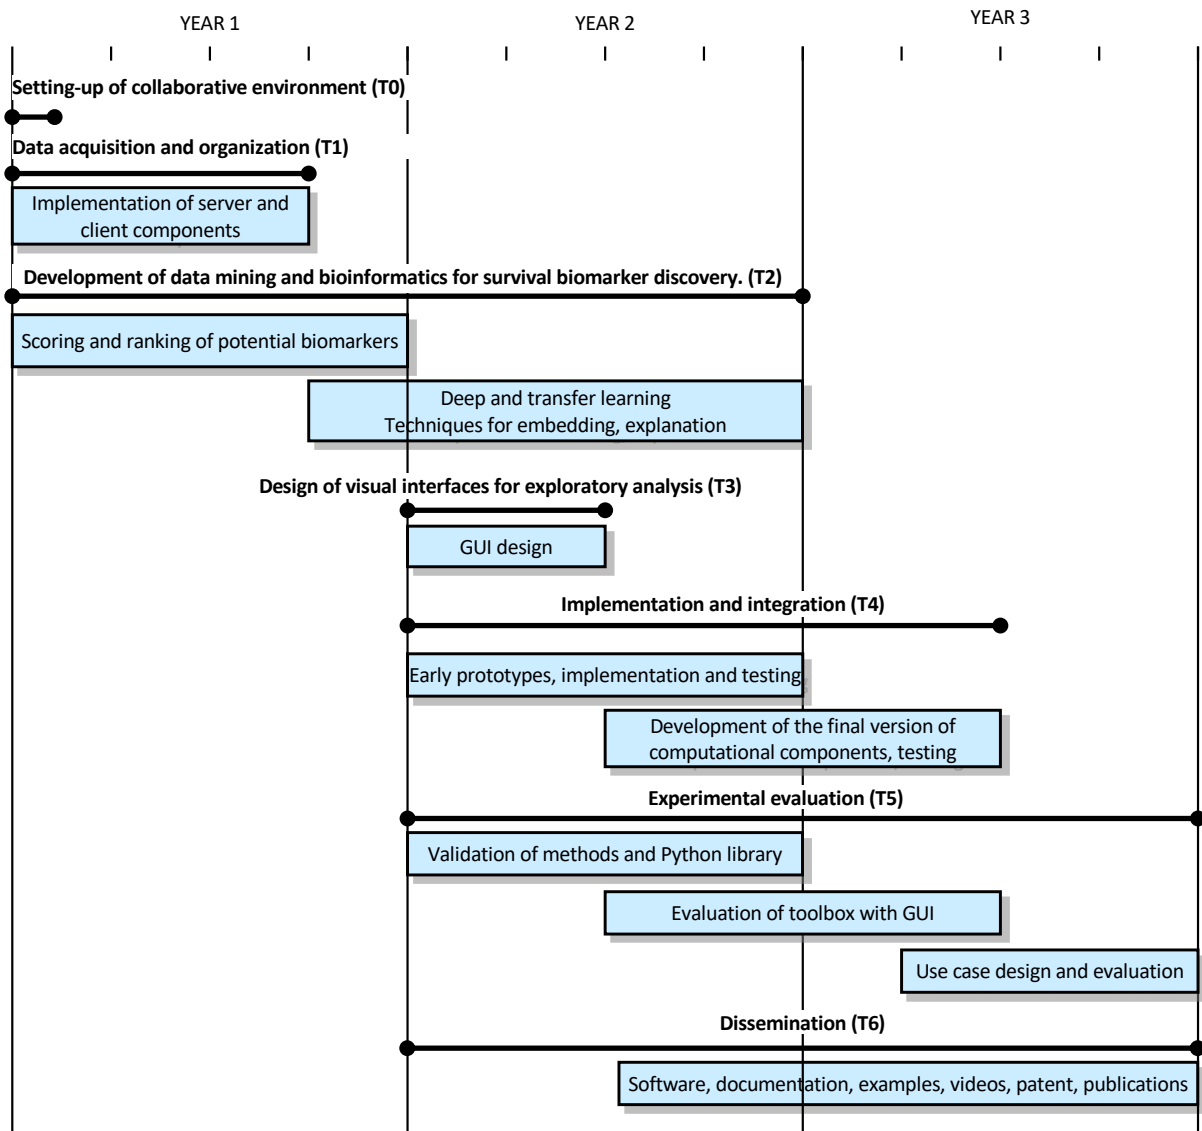 YEAR 1
YEAR 2
YEAR 3
Setting-up of collaborative environment (T0)
Data acquisition and organization (T1)
Implementation of server and
client components
Development of data mining and bioinformatics for survival biomarker discovery. (T2)
Scoring and ranking of potential biomarkers
Deep and transfer learning
Techniques for embedding, explanation
Design of visual interfaces for exploratory analysis (T3)
GUI design
Implementation and integration (T4)
Early prototypes, implementation and testing
Development of the final version of
computational components, testing
Experimental evaluation (T5)
Validation of methods and Python library
Evaluation of toolbox with GUI
Use case design and evaluation
Dissemination (T6)
Software, documentation, examples, videos, patent, publications